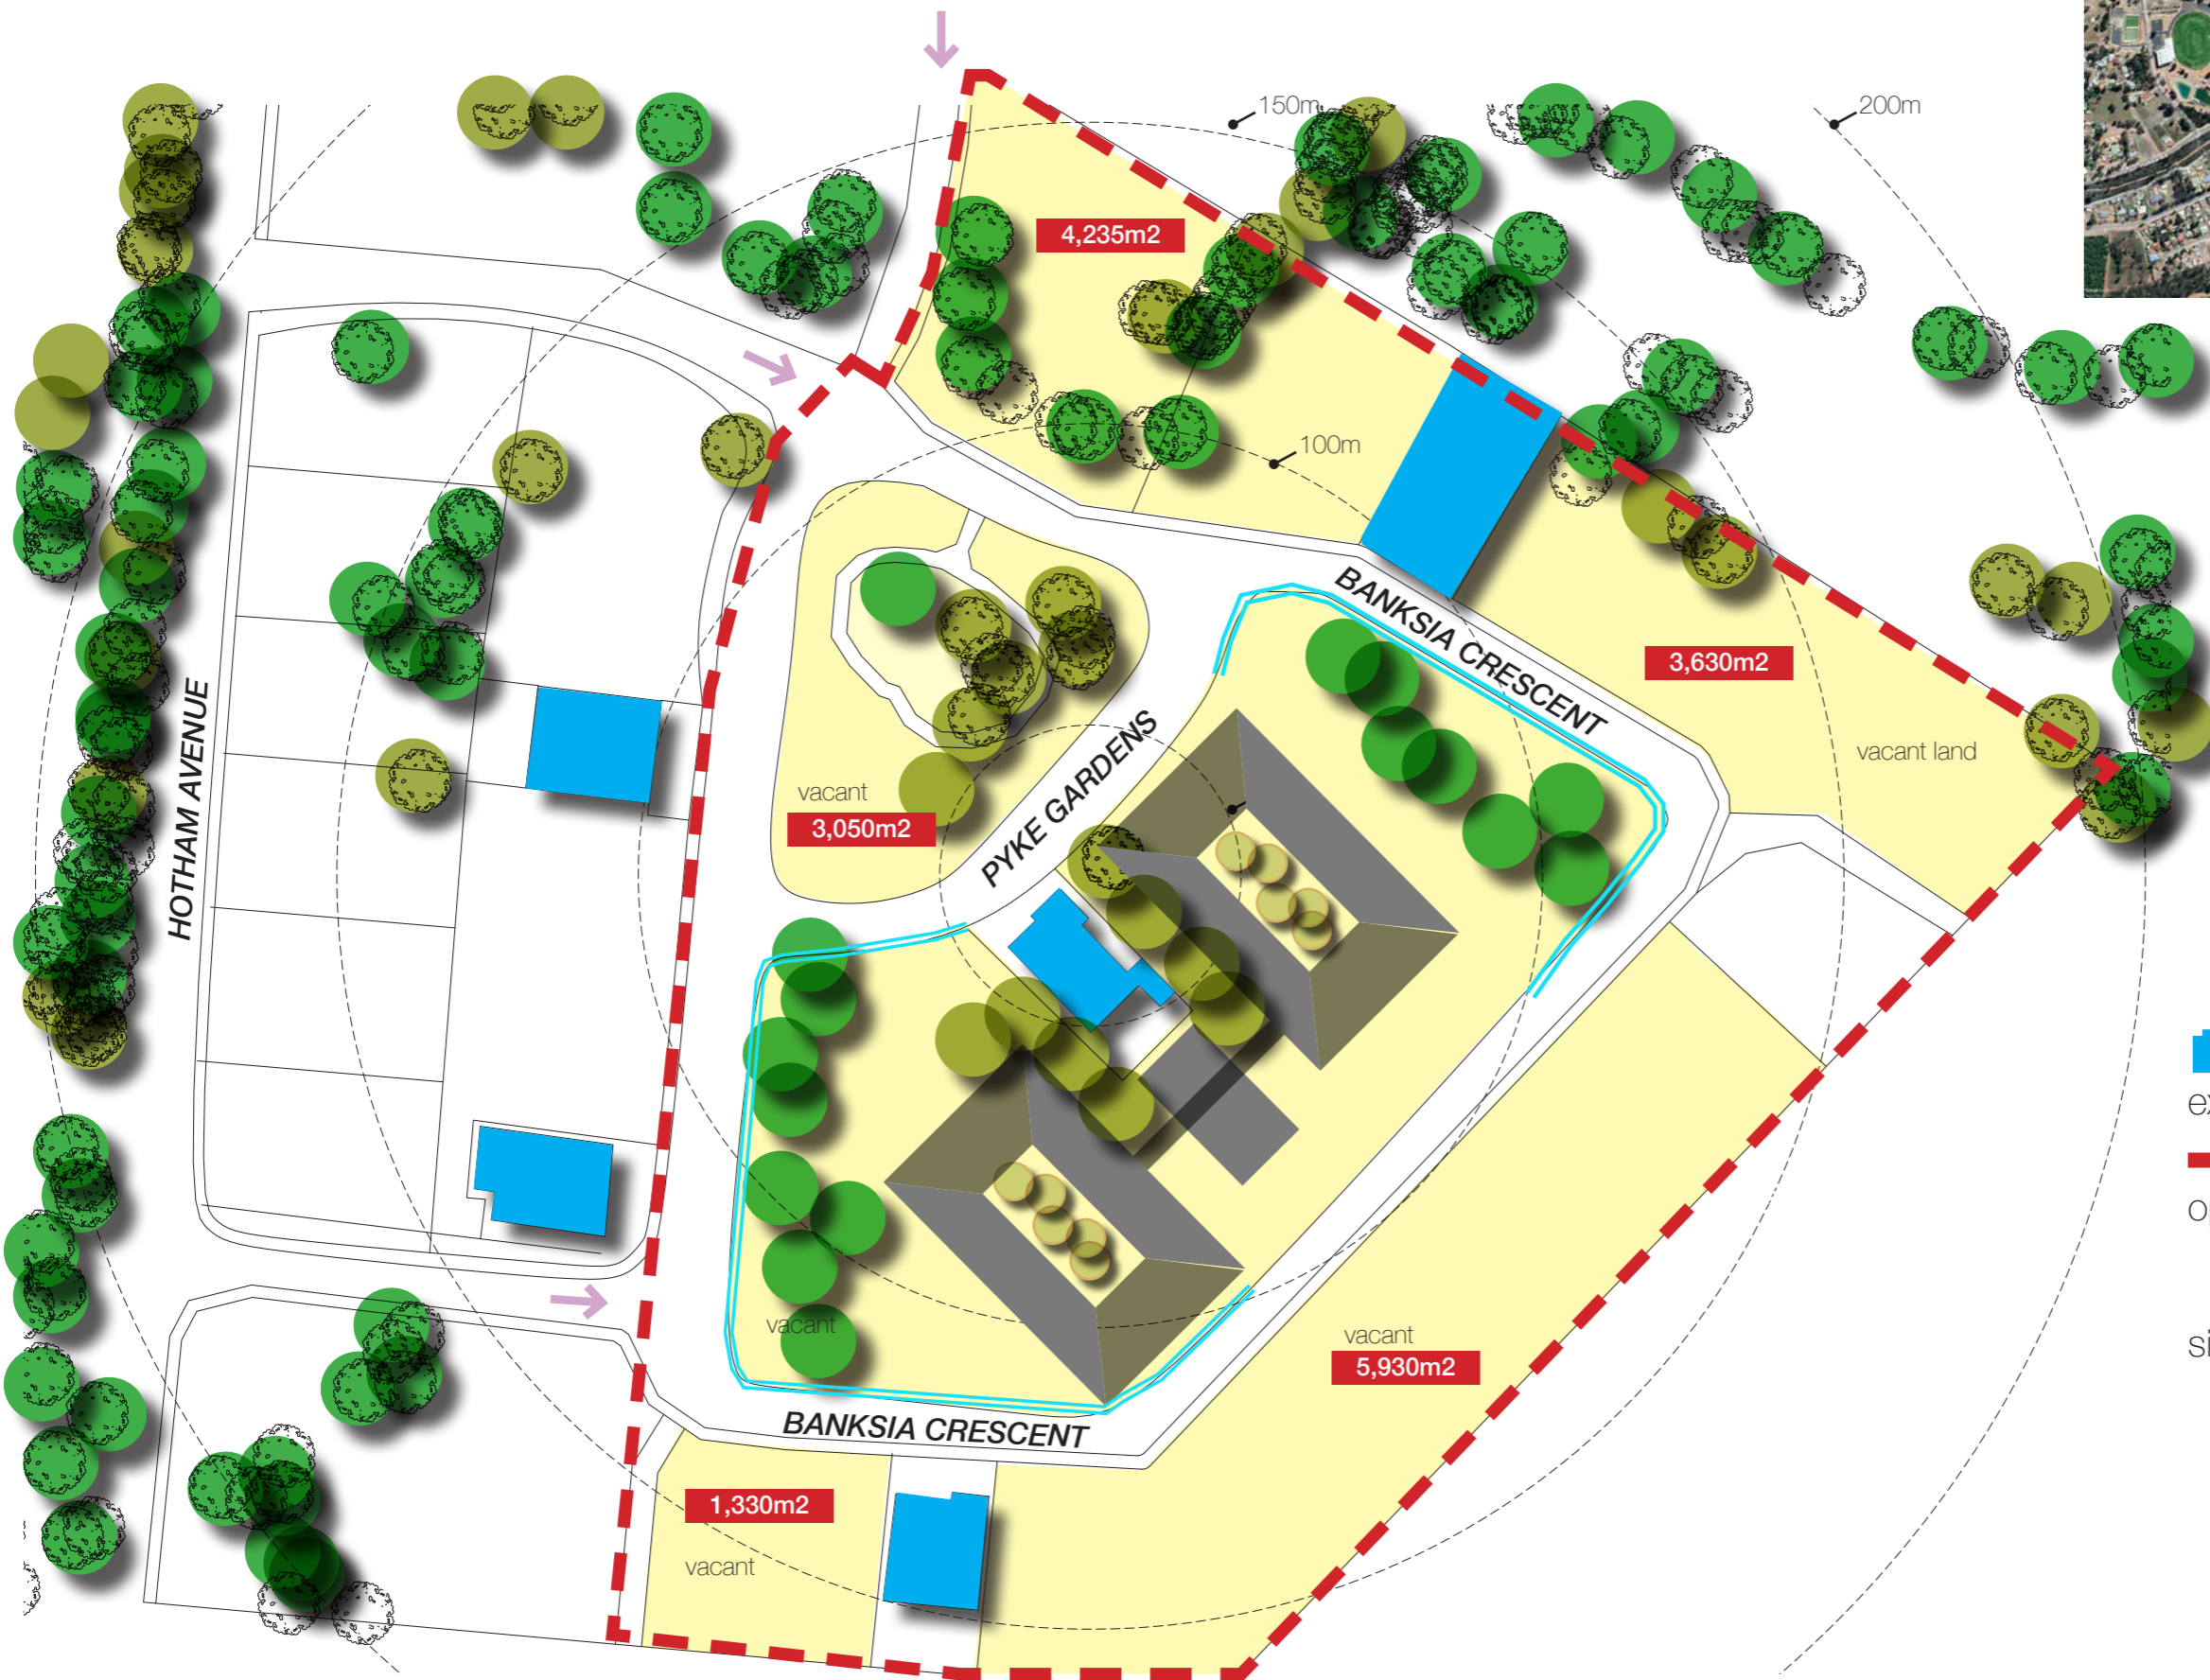 150m
200m
4,235m2
100m
BANKSIA CRESCENT
3,630m2
HOTHAM AVENUE
PYKE GARDENS
vacant land
vacant
3,050m2
vacant
vacant
5,930m2
BANKSIA CRESCENT
1,330m2
vacant